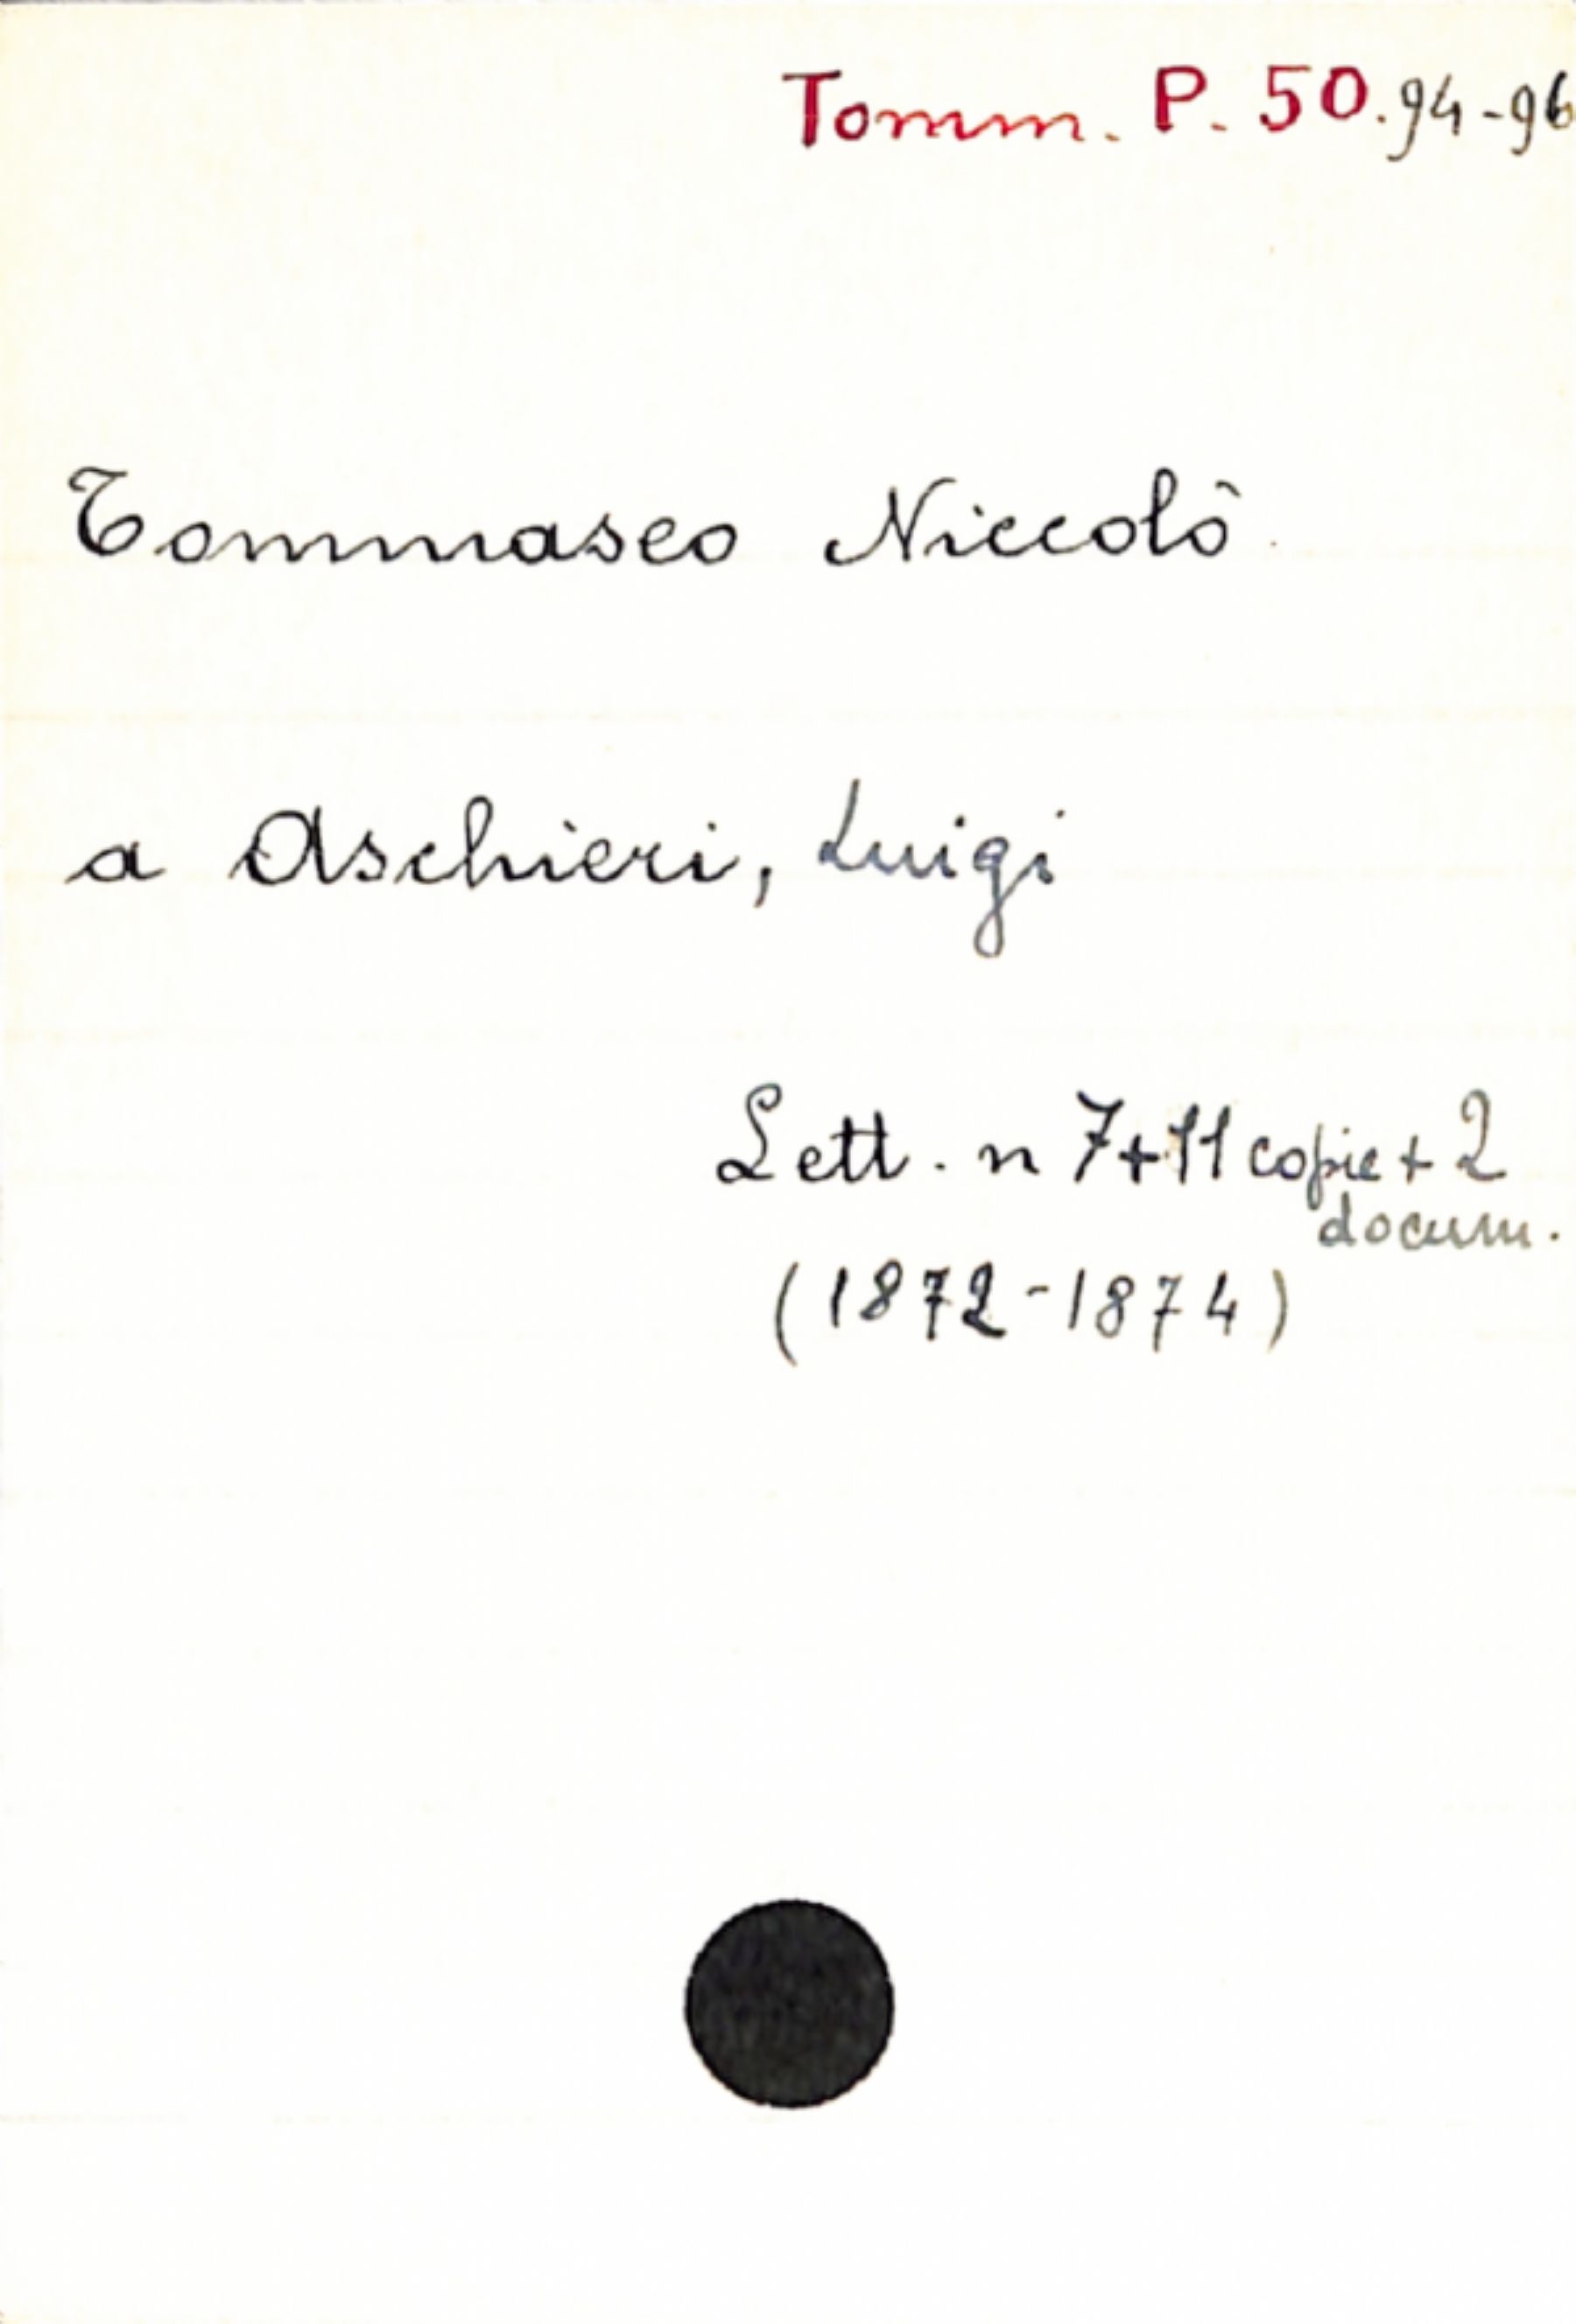 Tomm. P. 50.94-96
Tommaseo Niccolò
a Aschieri, Luigi
Lett. n 7+11 copie + 2
docum.
(1872-1874)